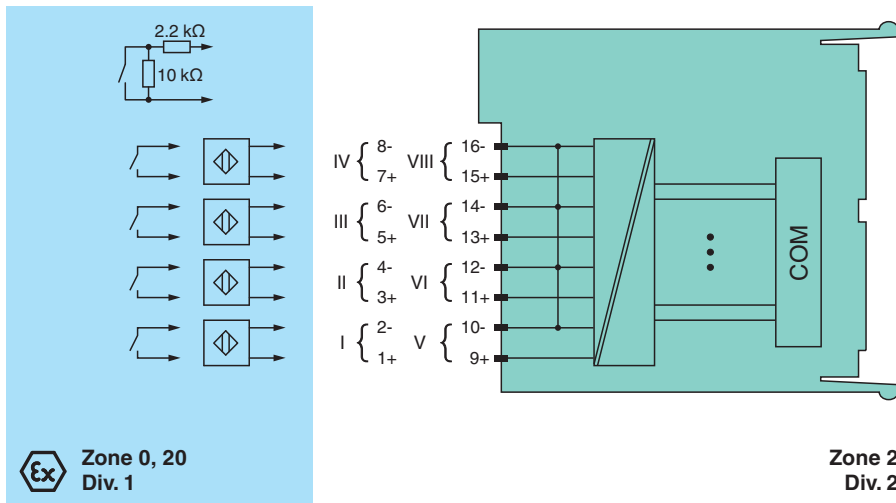 2.2 kΩ
10 kΩ
IV { 8- VIII { 16-
7+ 15+
III { 6- VII { 14-
5+ 13+
II { 4- VI { 12-
3+ 11+
I { 2- V { 10-
1+ 9+
COM
εx Zone 0, 20
Div. 1
Zone 2
Div. 2